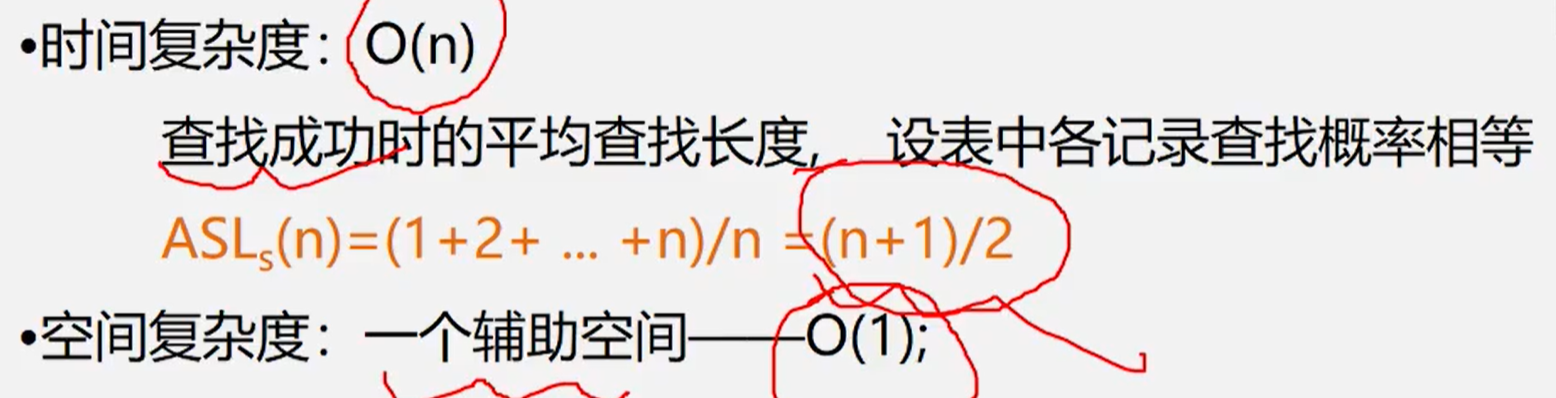 •时间复杂度：O(n)
查找成功时的平均查找长度, 设表中各记录查找概率相等
ASLs(n)=(1+2+ ... +n)/n =(n+1)/2
•空间复杂度：一个辅助空间——O(1);